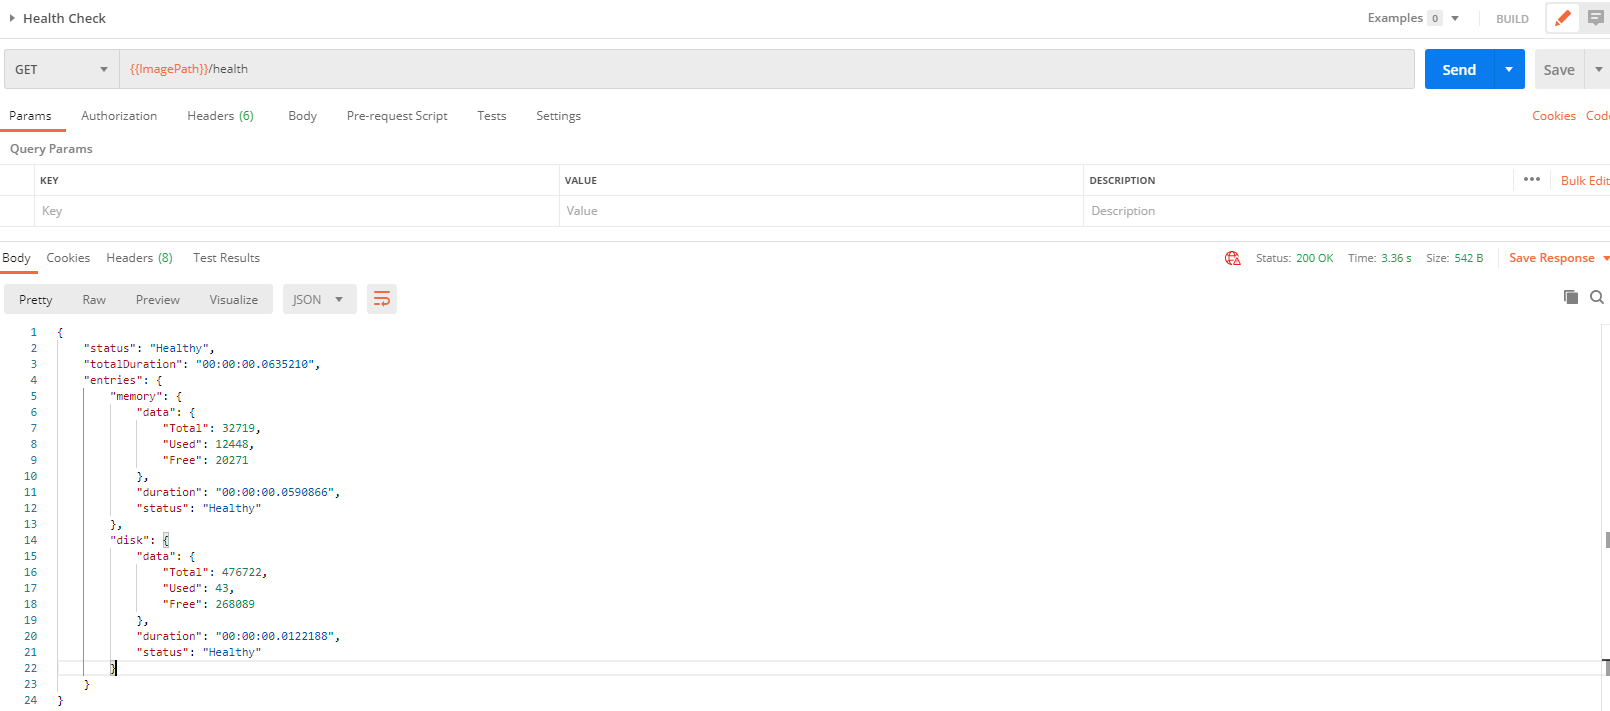 Health Check
Examples 0 BUILD
GET {{ImagePath}}/health Send Save
Params Authorization Headers (6) Body Pre-request Script Tests Settings Cookies Code
Query Params
KEY VALUE DESCRIPTION ••• Bulk Edit
Key Value Description
Body Cookies Headers (8) Test Results Status: 200 OK Time: 3.36 s Size: 542 B Save Response
Pretty Raw Preview Visualize JSON
1 {
2 "status": "Healthy",
3 "totalDuration": "00:00:00.0635210",
4 "entries": {
5 "memory": {
6 "data": {
7 "Total": 32719,
8 "Used": 12448,
9 "Free": 20271
10 },
11 "duration": "00:00:00.0590866",
12 "status": "Healthy"
13 },
14 "disk": {
15 "data": {
16 "Total": 476722,
17 "Used": 43,
18 "Free": 268089
19 },
20 "duration": "00:00:00.0122188",
21 "status": "Healthy"
22 }
23 }
24 }